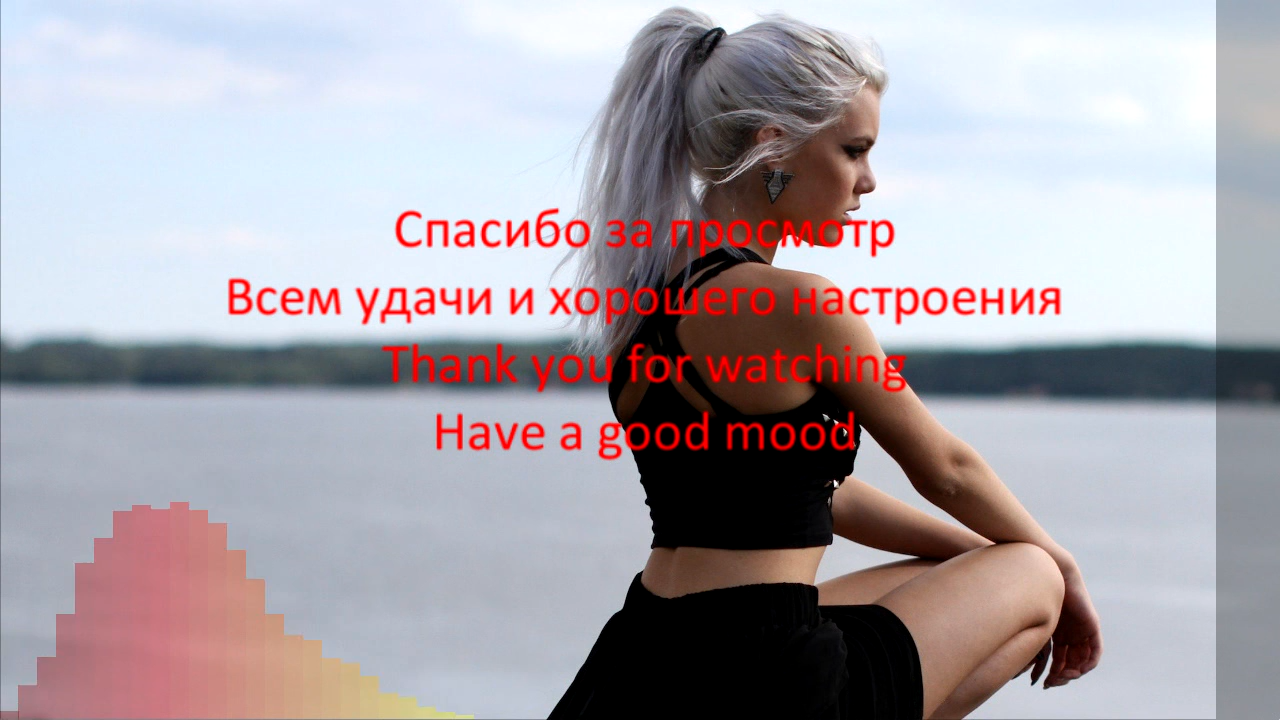 Спасибо за просмотр
Всем удачи и хорошего настроения
Thank you for watching
Have a good mood